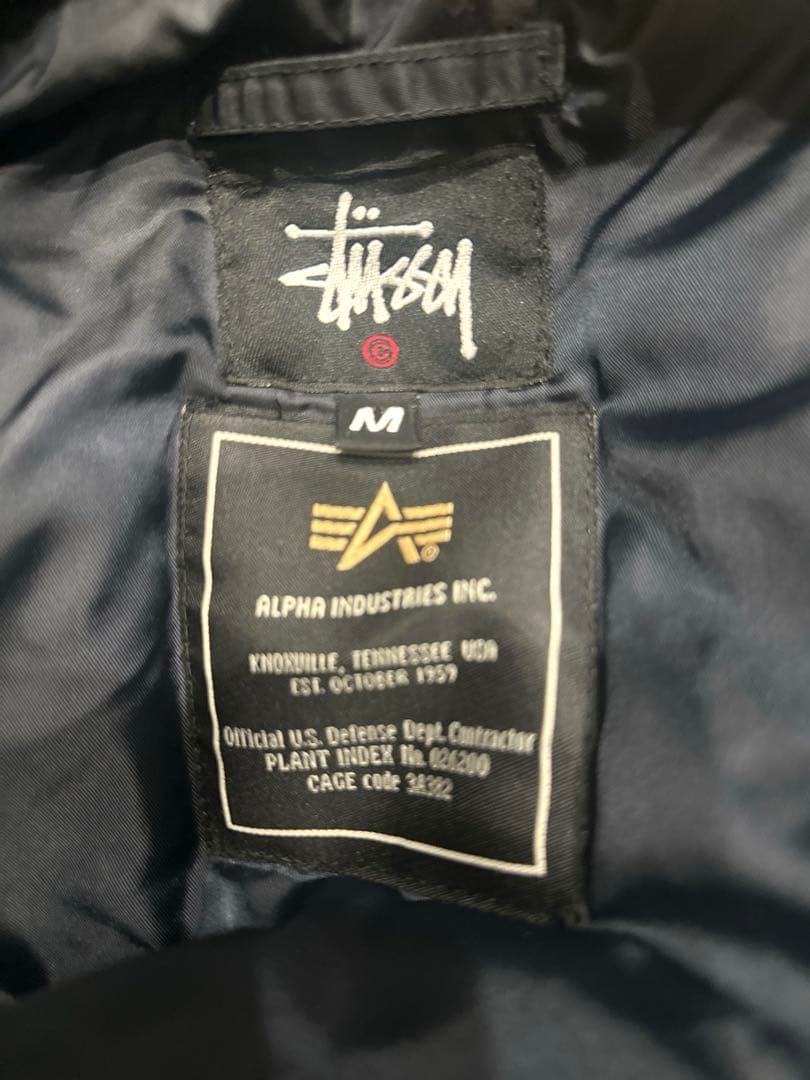 Stüssy
©
M
ALPHA INDUSTRIES INC.
KNOXVILLE, TENNESSEE USA
EST. OCTOBER 1959
Official U.S. Defense Dept. Contractor
PLANT INDEX No. 026200
CAGE code